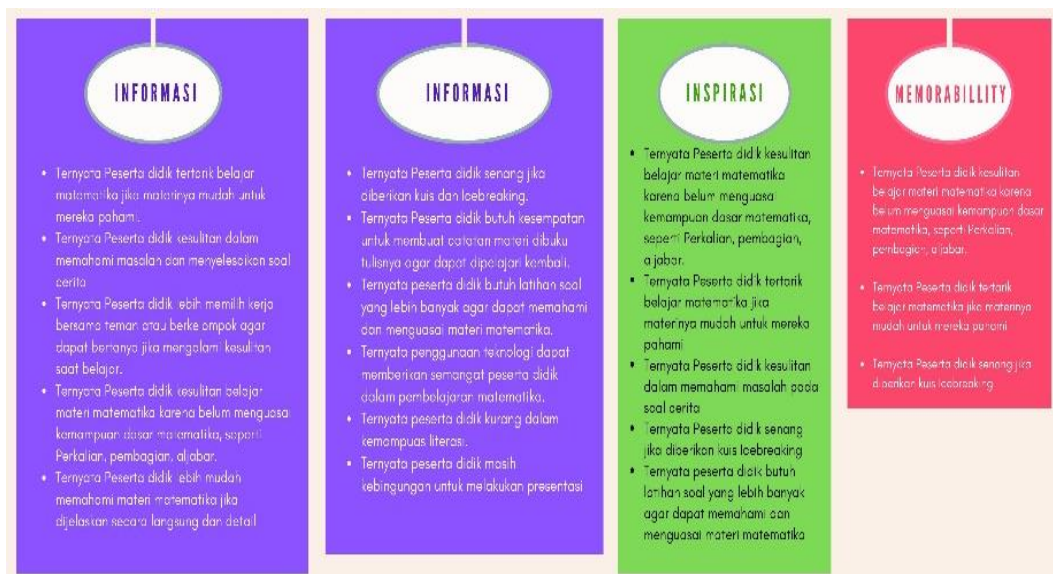 INFORMASI
• Ternyata Peserta didik tertarik belajar
matematika jika materinya mudah untuk
mereka pahami.
• Ternyata Peserta didik kesulitan dalam
memahami masalah dan menyelesaikan soal
cerita
• Ternyata Peserta didik lebih memilih kerja
bersama teman atau berkelompok agar
dapat bertanya jika mengalami kesulitan
saat belajar.
• Ternyata Peserta didik kesulitan belajar
materi matematika karena belum menguasai
kemampuan dasar matematika, seperti
Perkalian, pembagian, aljabar.
• Ternyata Peserta didik lebih mudah
memahami materi matematika jika
dijelaskan secara langsung dan detail
INFORMASI
• Ternyata Peserta didik senang jika
diberikan kuis dan Icebreaking.
• Ternyata Peserta didik butuh kesempatan
untuk membuat catatan materi dibuku
tulisnya agar dapat dipelajari kembali.
• Ternyata peserta didik butuh latihan soal
yang lebih banyak agar dapat memahami
dan menguasai materi matematika.
• Ternyata penggunaan teknologi dapat
memberikan semangat peserta didik
dalam pembelajaran matematika.
• Ternyata peserta didik kurang dalam
kemampuas literasi.
• Ternyata peserta didik masih
kebingungan untuk melakukan presentasi
INSPIRASI
• Ternyata Peserta didik kesulitan
belajar materi matematika
karena belum menguasai
kemampuan dasar matematika,
seperti Perkalian, pembagian,
aljabar.
• Ternyata Peserta didik tertarik
belajar matematika jika
materinya mudah untuk mereka
pahami
• Ternyata Peserta didik kesulitan
dalam memahami masalah pada
soal cerita
• Ternyata Peserta didik senang
jika diberikan kuis Icebreaking
• Ternyata peserta didik butuh
latihan soal yang lebih banyak
agar dapat memahami dan
menguasai materi matematika
MEMORABILLITY
• Ternyata Peserta didik kesulitan
belajar materi matematika karena
belum menguasai kemampuan dasar
matematika, seperti Perkalian,
pembagian, aljabar.
• Ternyata Peserta didik tertarik
belajar matematika jika materinya
mudah untuk mereka pahami
• Ternyata Peserta didik senang jika
diberikan kuis Icebreaking